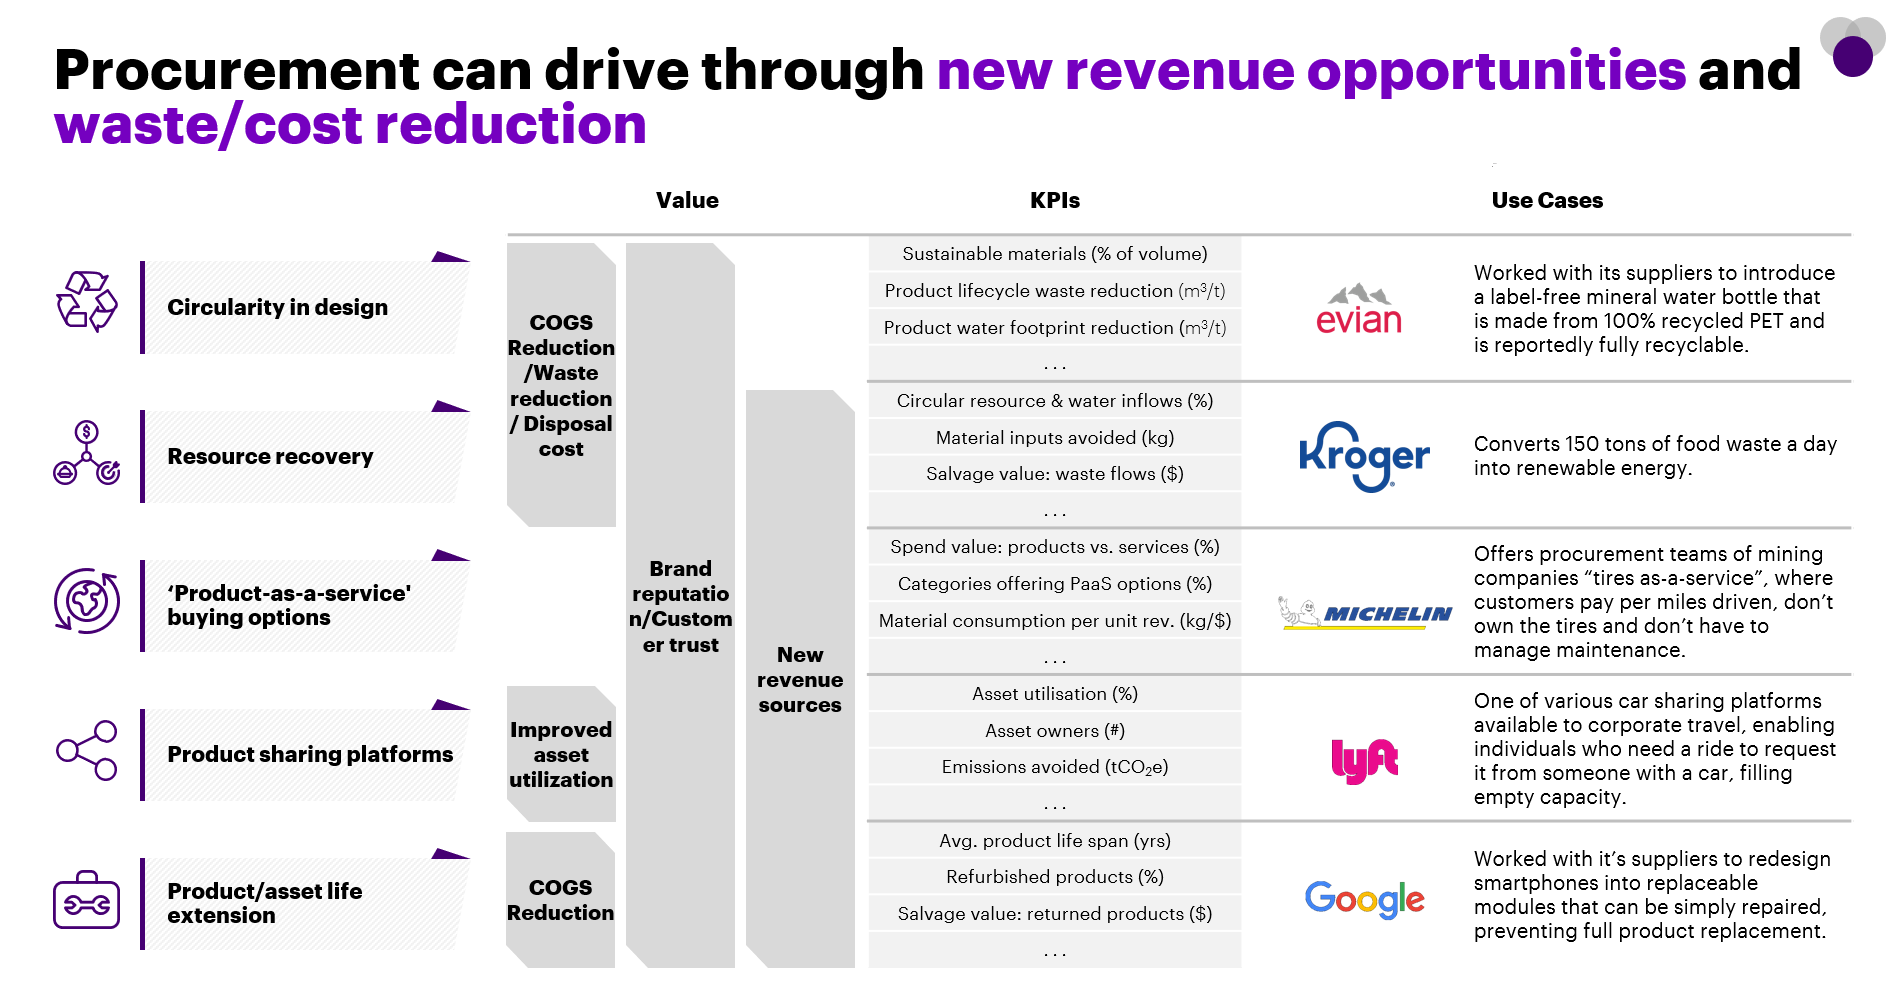 Procurement can drive through new revenue opportunities and
waste/cost reduction
Value
KPIs
Use Cases
Circularity in design
Resource recovery
‘Product-as-a-service'
buying options
Product sharing platforms
Product/asset life
extension
COGS
Reduction
/Waste
reduction
/ Disposal
cost
Improved
asset
utilization
COGS
Reduction
Brand
reputatio
n/Custom
er trust
New
revenue
sources
Sustainable materials (% of volume)
Product lifecycle waste reduction (m³/t)
Product water footprint reduction (m³/t)
. . .
Circular resource & water inflows (%)
Material inputs avoided (kg)
Salvage value: waste flows ($)
. . .
Spend value: products vs. services (%)
Categories offering PaaS options (%)
Material consumption per unit rev. (kg/$)
. . .
Asset utilisation (%)
Asset owners (#)
Emissions avoided (tCO₂e)
. . .
Avg. product life span (yrs)
Refurbished products (%)
Salvage value: returned products ($)
. . .
evian
Worked with its suppliers to introduce
a label-free mineral water bottle that
is made from 100% recycled PET and
is reportedly fully recyclable.
Kroger
Converts 150 tons of food waste a day
into renewable energy.
MICHELIN
Offers procurement teams of mining
companies “tires as-a-service”, where
customers pay per miles driven, don’t
own the tires and don’t have to
manage maintenance.
lyft
One of various car sharing platforms
available to corporate travel, enabling
individuals who need a ride to request
it from someone with a car, filling
empty capacity.
Google
Worked with it’s suppliers to redesign
smartphones into replaceable
modules that can be simply repaired,
preventing full product replacement.